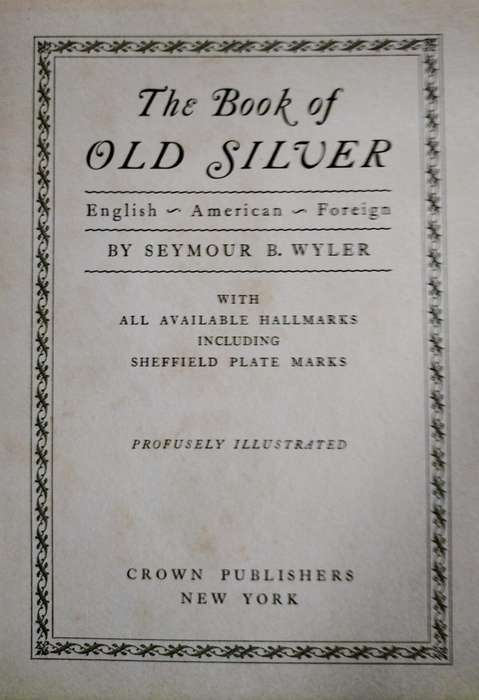 The Book of
OLD SILVER
English ~ American ~ Foreign
BY SEYMOUR B. WYLER
WITH
ALL AVAILABLE HALLMARKS
INCLUDING
SHEFFIELD PLATE MARKS
PROFUSELY ILLUSTRATED
CROWN PUBLISHERS
NEW YORK